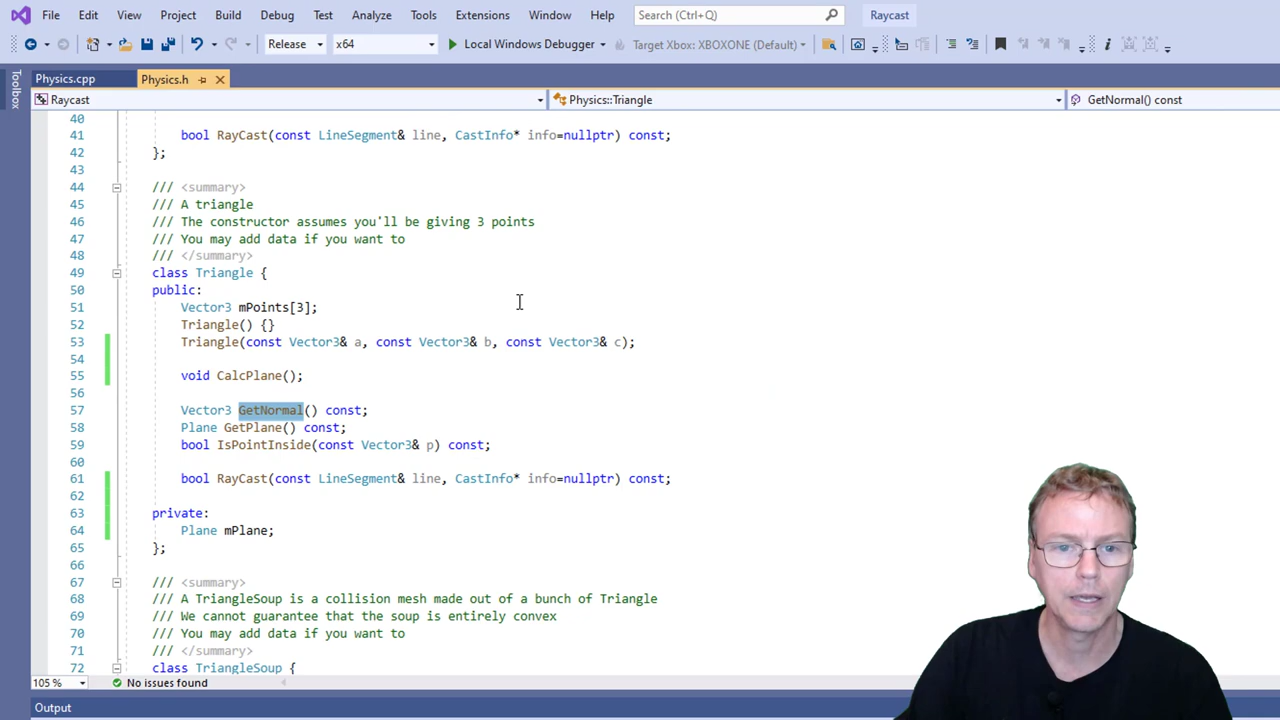 File Edit View Project Build Debug Test Analyze Tools Extensions Window Help Search (Ctrl+Q) Raycast
Release x64 Local Windows Debugger Target Xbox: XBOXONE (Default)
Toolbox
Physics.cpp Physics.h
Raycast Physics::Triangle GetNormal() const
40
41 bool RayCast(const LineSegment& line, CastInfo* info=nullptr) const;
42 };
43
44 /// <summary>
45 /// A triangle
46 /// The constructor assumes you'll be giving 3 points
47 /// You may add data if you want to
48 /// </summary>
49 class Triangle {
50 public:
51 Vector3 mPoints[3];
52 Triangle() {}
53 Triangle(const Vector3& a, const Vector3& b, const Vector3& c);
54
55 void CalcPlane();
56
57 Vector3 GetNormal() const;
58 Plane GetPlane() const;
59 bool IsPointInside(const Vector3& p) const;
60
61 bool RayCast(const LineSegment& line, CastInfo* info=nullptr) const;
62
63 private:
64 Plane mPlane;
65 };
66
67 /// <summary>
68 /// A TriangleSoup is a collision mesh made out of a bunch of Triangle
69 /// We cannot guarantee that the soup is entirely convex
70 /// You may add data if you want to
71 /// </summary>
72 class TriangleSoup {
105 % No issues found
Output